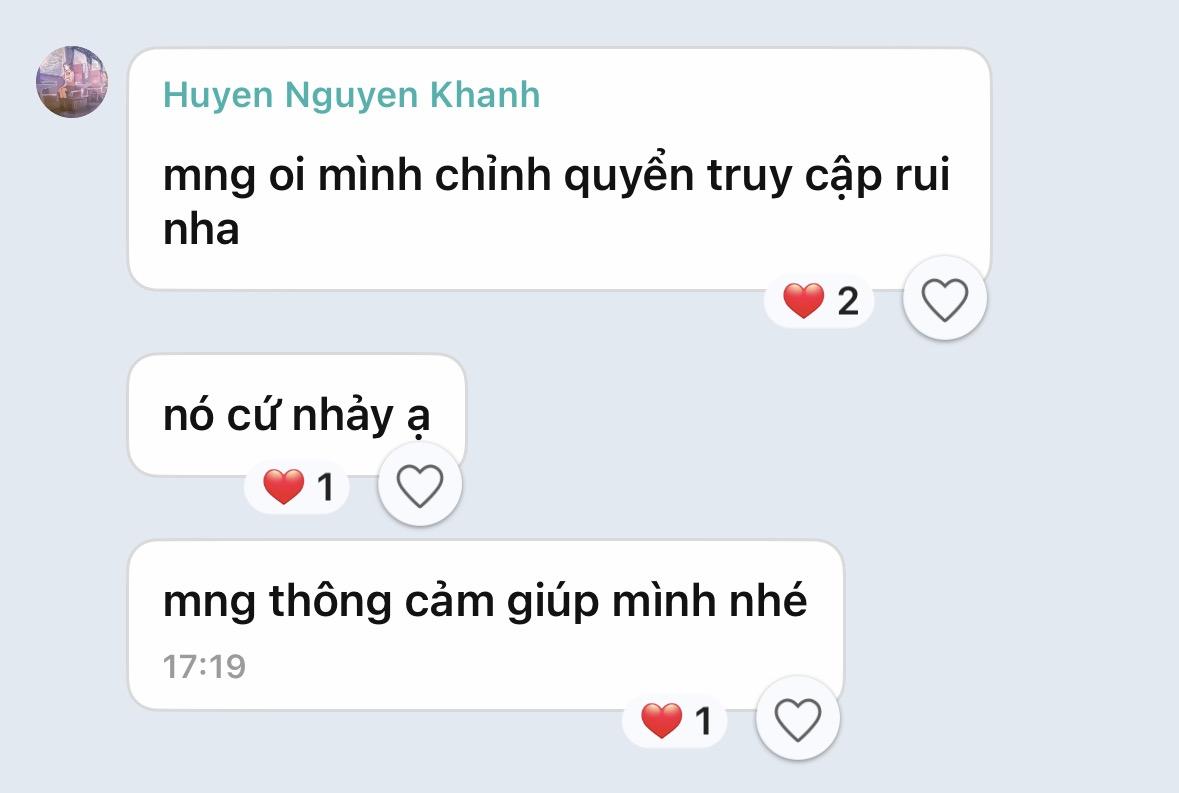 Huyen Nguyen Khanh
mng oi mình chỉnh quyển truy cập rui
nha
2
nó cứ nhảy ạ
1
mng thông cảm giúp mình nhé
17:19
1